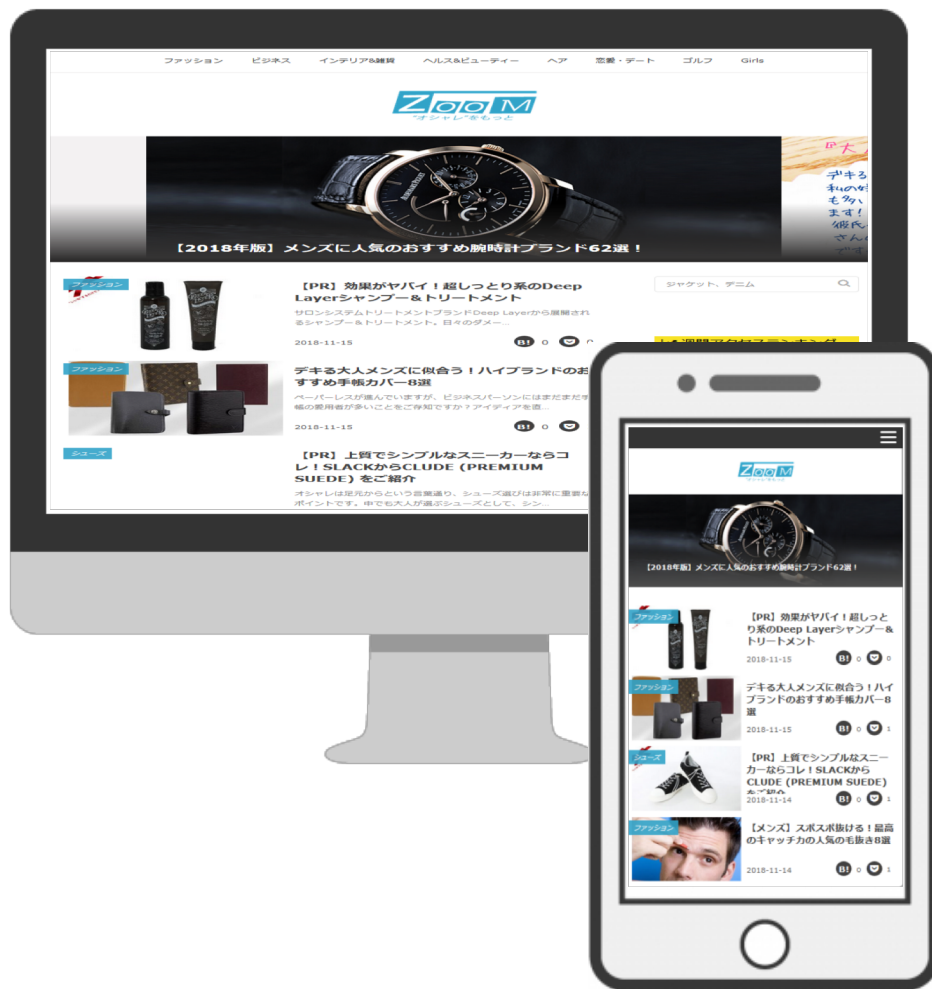 ファッション ビジネス インテリア&雑貨 ヘルス&ビューティー ヘア 恋愛・デート ゴルフ Girls
ZooM
"オシャレ"をもっと
AUDEMARS PIGUET
【2018年版】メンズに人気のおすすめ腕時計ブランド62選！
『大
デキる
私の
も多い
ます!
彼氏
さん
ファッション
【PR】効果がヤバイ！超しっとり系のDeep
Layerシャンプー&トリートメント
サロンシステムトリートメントブランドDeep Layerから展開され
るシャンプー＆トリートメント。日々のダメー...
2018-11-15
B! 0
ジャケット、デニム
ファッション
デキる大人メンズに似合う！ハイブランドのお
すすめ手帳カバー8選
ペーパーレスが進んでいますが、ビジネスパーソンにはまだまだ手
帳の愛用者が多いことをご存知ですか？アイディアを直...
2018-11-15
B! 0
シューズ
【PR】上質でシンプルなスニーカーならコ
レ！SLACKからCLUDE (PREMIUM
SUEDE) をご紹介
オシャレは足元からという言葉通り、シューズ選びは非常に重要な
ポイントです。中でも大人が選ぶシューズとして、シン...
ZooM
【2018年版】メンズに人気のおすすめ腕時計ブランド62選！
ファッション
【PR】効果がヤバイ！超しっと
り系のDeep Layerシャンプー&
トリートメント
2018-11-15
B! 0 0
ファッション
デキる大人メンズに似合う！ハイ
ブランドのおすすめ手帳カバー8
選
2018-11-15
B! 0 1
シューズ
【PR】上質でシンプルなスニー
カーならコレ！SLACKから
CLUDE (PREMIUM SUEDE)
をご紹介
2018-11-14
B! 0 1
ファッション
【メンズ】スポスポ抜ける！最高
のキャッチ力の人気の毛抜き8選
2018-11-14
B! 0 1